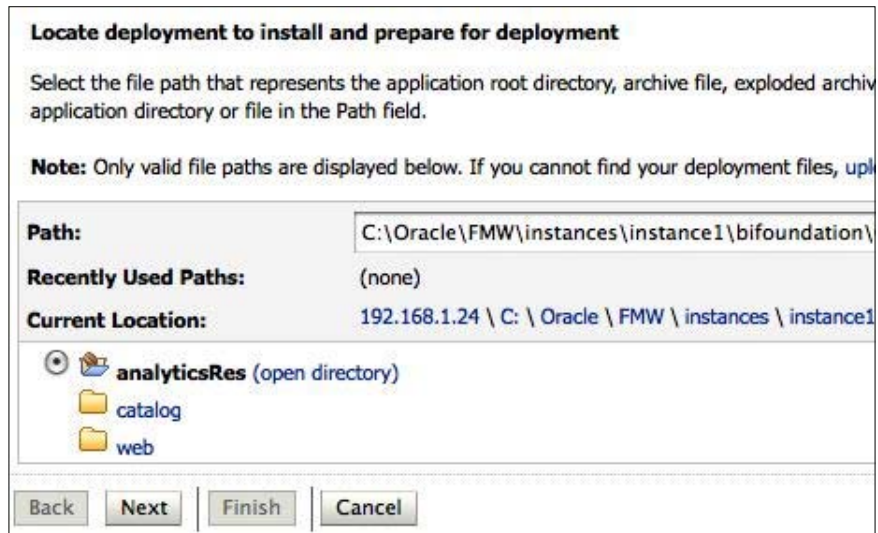 Locate deployment to install and prepare for deployment
Select the file path that represents the application root directory, archive file, exploded archiv
application directory or file in the Path field.
Note: Only valid file paths are displayed below. If you cannot find your deployment files, upl
Path: C:\Oracle\FMW\instances\instance1\bifoundation\
Recently Used Paths: (none)
Current Location: 192.168.1.24 \ C: \ Oracle \ FMW \ instances \ instance1
analyticsRes (open directory)
catalog
web
Back Next Finish Cancel